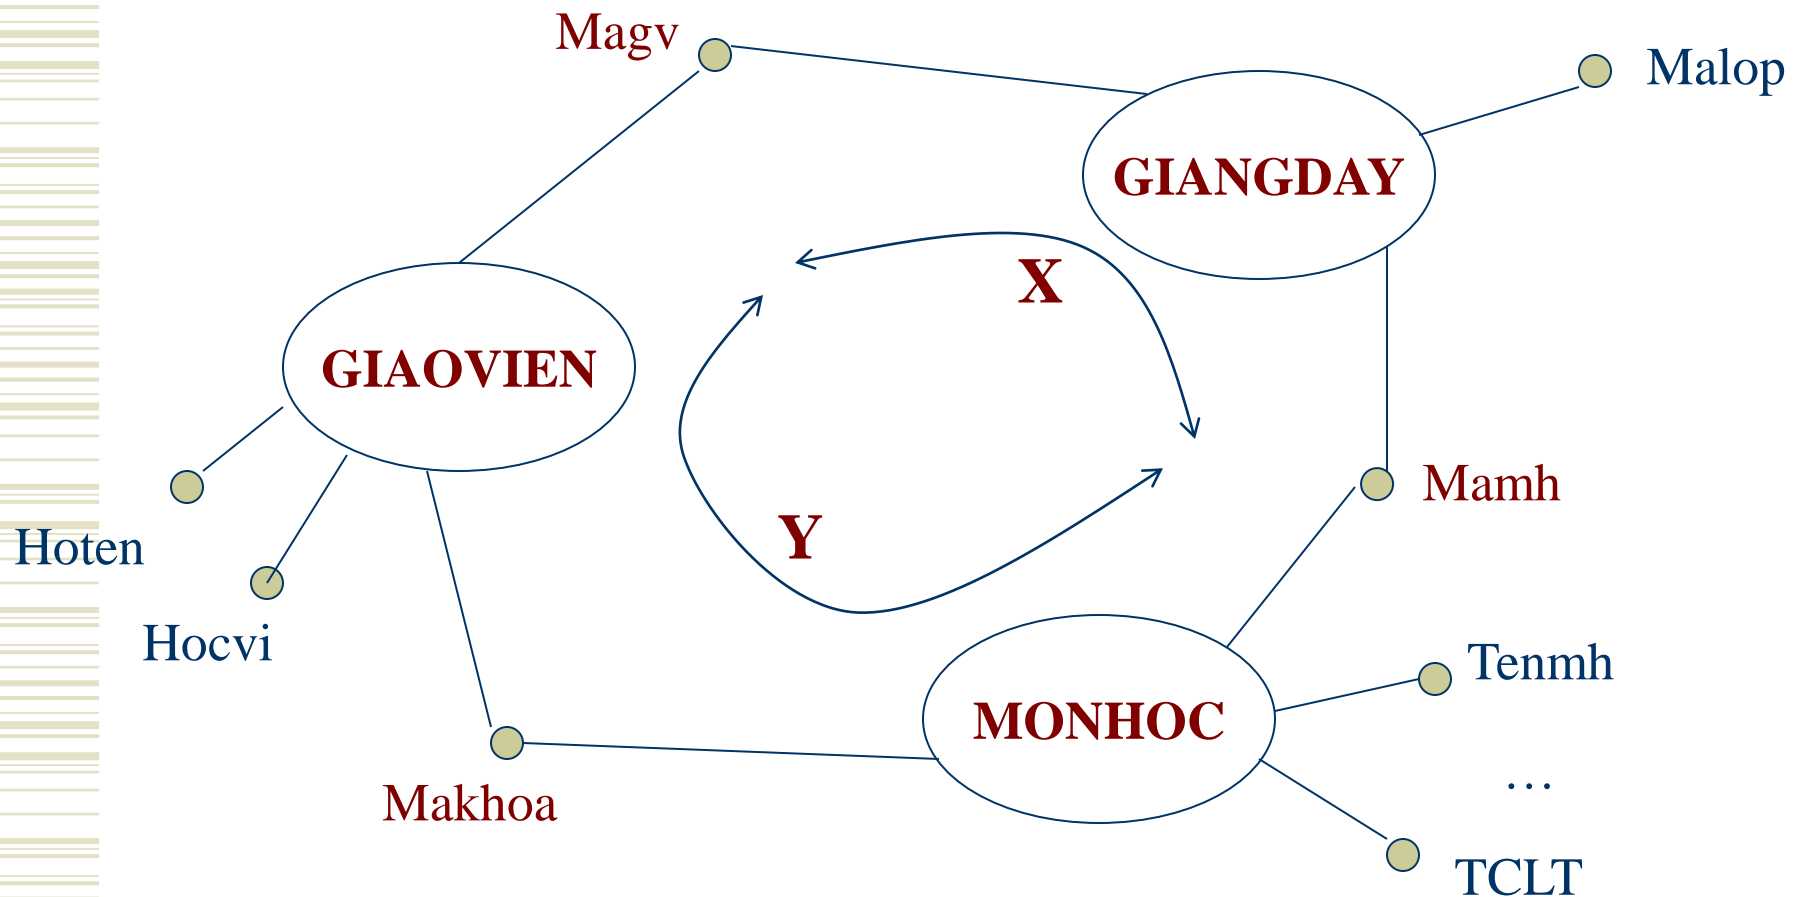 Magv
Malop
GIANGDAY
X
GIAOVIEN
Mamh
Y
Hoten
Hocvi
Tenmh
MONHOC
…
Makhoa
TCLT